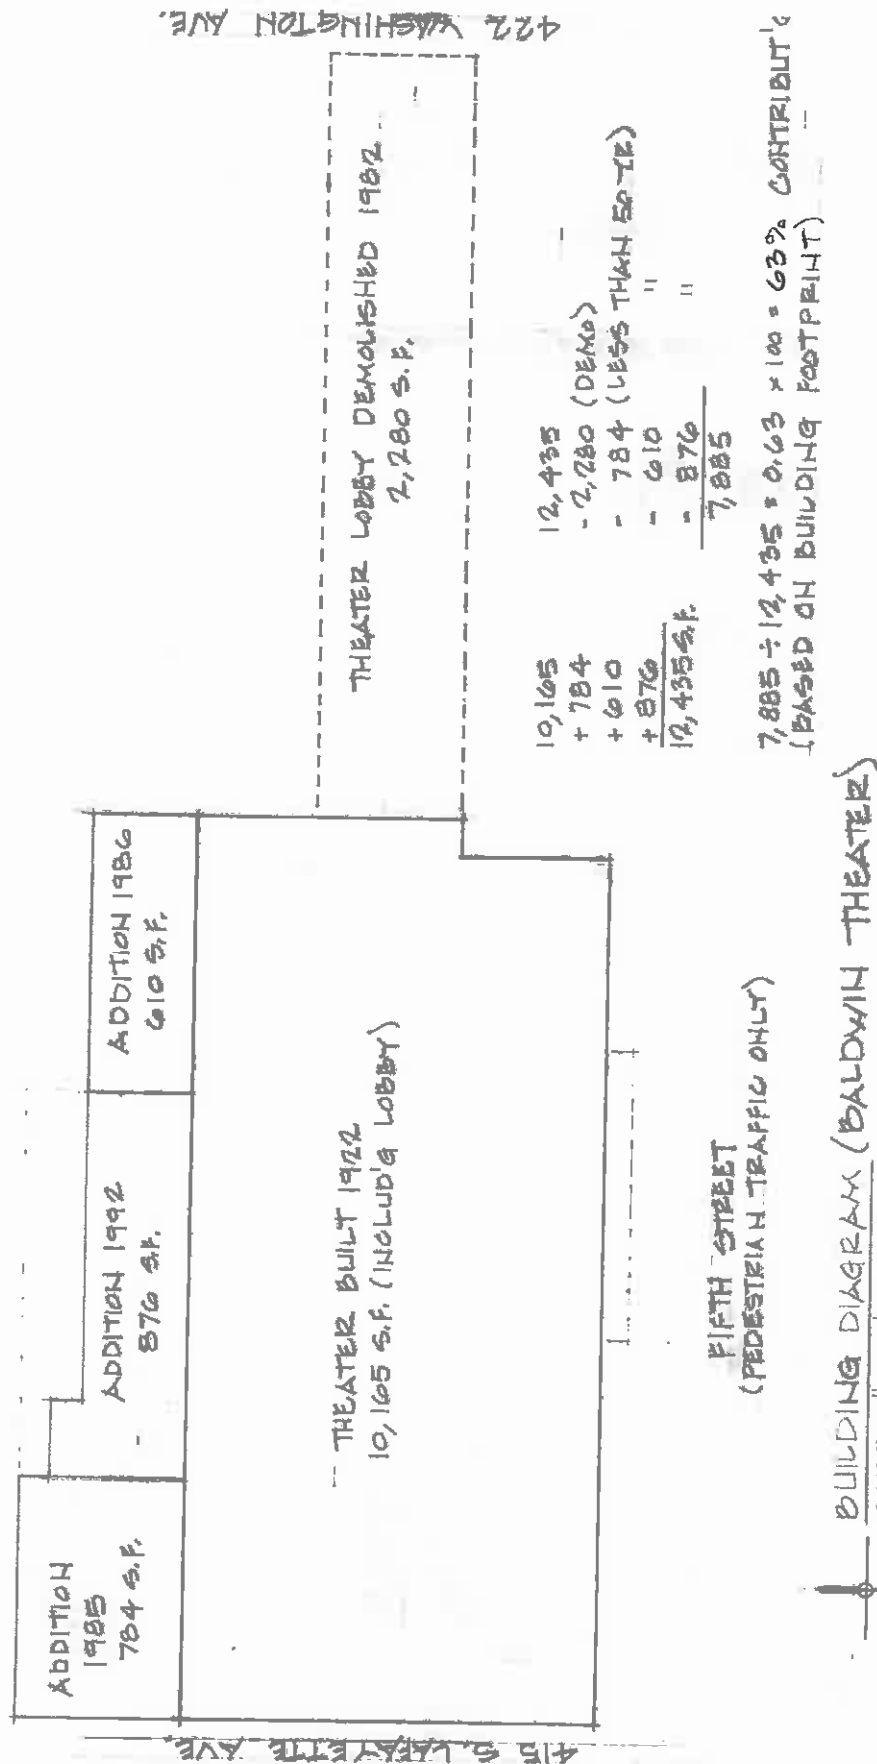 422 WASHINGTON AVE.
THEATER LOBBY DEMOLISHED 1982
2,280 S.F.
ADDITION 1986
610 S.F.
ADDITION 1992
876 S.F.
ADDITION
1985
784 S.F.
THEATER BUILT 1922
10,165 S.F. (INCLUD'G LOBBY)
415 S. LAFAYETTE AVE.
10,165
+ 784
+ 610
+ 876
12,435 S.F.
12,435
- 2,280 (DEMO)
- 784 (LESS THAN 50 YR)
- 610 "
- 876 "
7,885
7,885 ÷ 12,435 = 0.63 x 100 = 63% CONTRIBUT'G
(BASED ON BUILDING FOOTPRINT)
FIFTH STREET
(PEDESTRIAN TRAFFIC ONLY)
BUILDING DIAGRAM (BALDWIN THEATER)